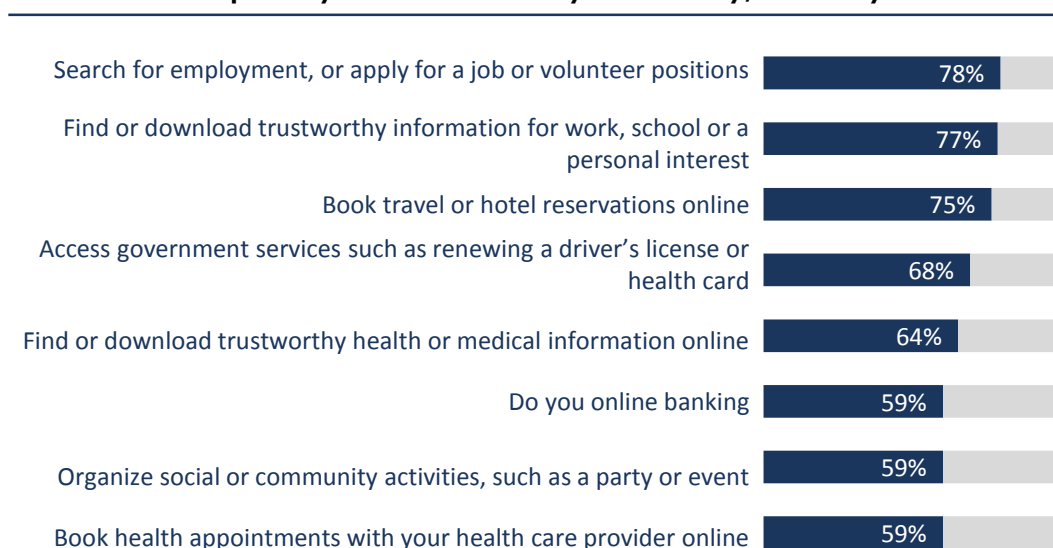 Search for employment, or apply for a job or volunteer positions
78%
Find or download trustworthy information for work, school or a
personal interest
77%
Book travel or hotel reservations online
75%
Access government services such as renewing a driver’s license or
health card
68%
Find or download trustworthy health or medical information online
64%
Do you online banking
59%
Organize social or community activities, such as a party or event
59%
Book health appointments with your health care provider online
59%